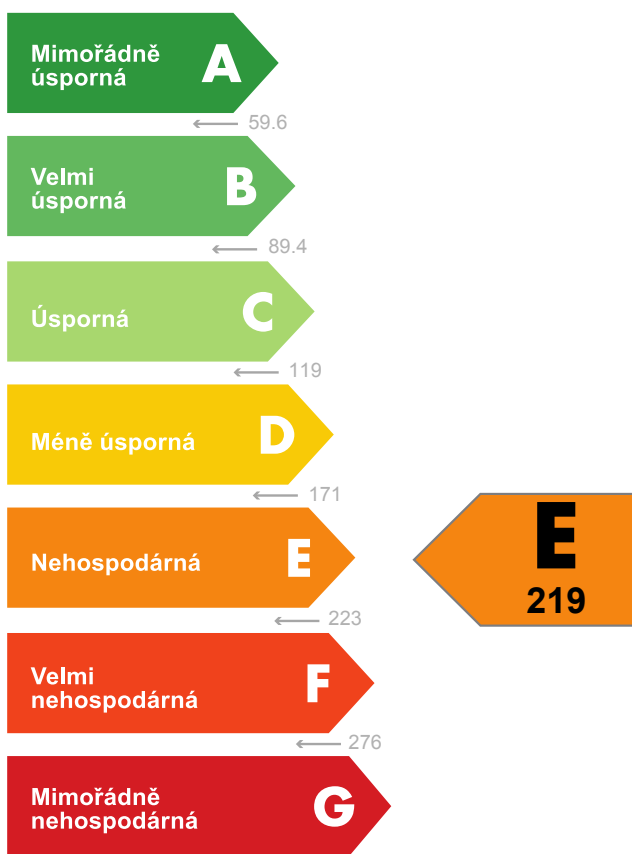 Mimořádně
úsporná
A
59.6
Velmi
úsporná
B
89.4
Úsporná
C
119
Méně úsporná
D
171
Nehospodárná
E
E
219
223
Velmi
nehospodárná
F
276
Mimořádně
nehospodárná
G